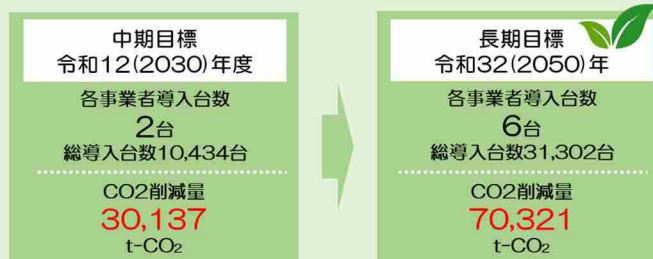 中期目標
令和12(2030)年度
各事業者導入台数
2台
総導入台数10,434台
CO2削減量
30,137
t-CO₂
長期目標
令和32(2050)年
各事業者導入台数
6台
総導入台数31,302台
CO2削減量
70,321
t-CO₂